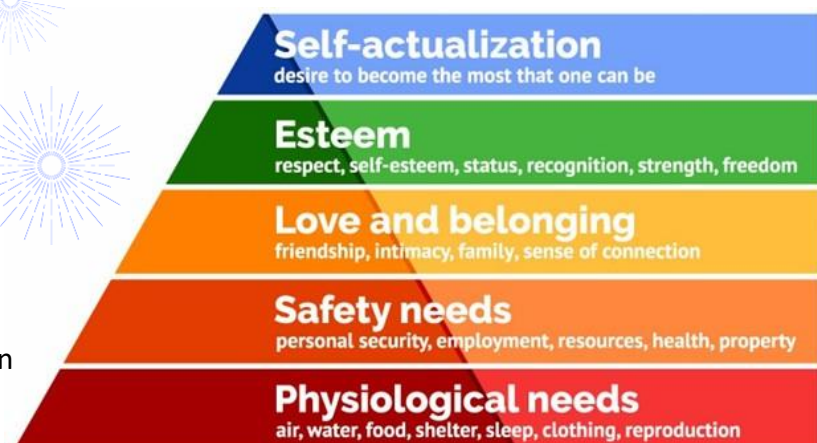 Self-actualization
desire to become the most that one can be
Esteem
respect, self-esteem, status, recognition, strength, freedom
Love and belonging
friendship, intimacy, family, sense of connection
Safety needs
personal security, employment, resources, health, property
n
Physiological needs
air, water, food, shelter, sleep, clothing, reproduction